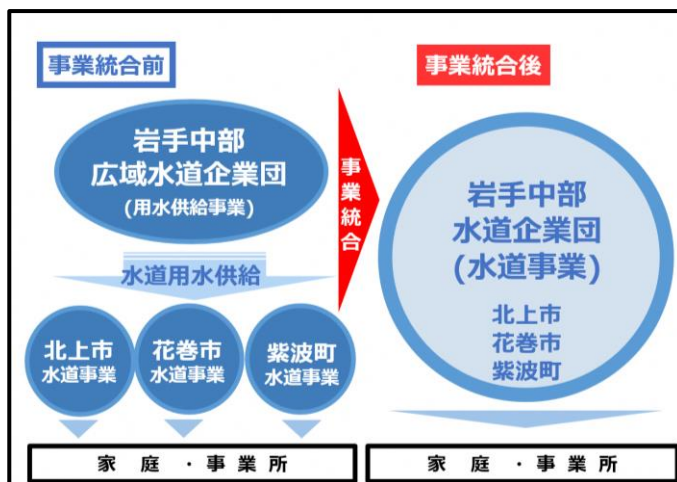 事業統合前
岩手中部
広域水道企業団
(用水供給事業)
水道用水供給
北上市
水道事業
花巻市
水道事業
紫波町
水道事業
家庭・事業所
事業統合
事業統合後
岩手中部
水道企業団
(水道事業)
北上市
花巻市
紫波町
家庭・事業所